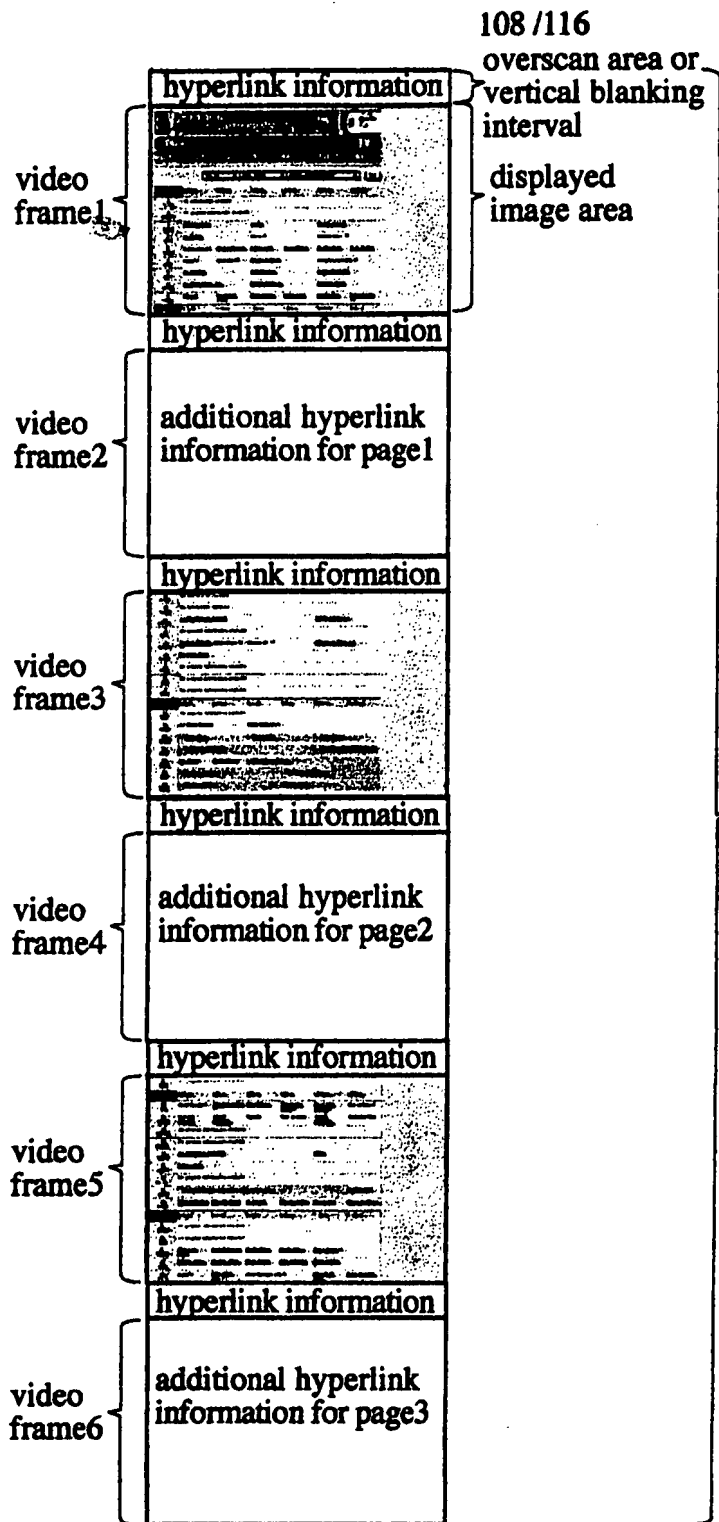 108 /116
overscan area or
vertical blanking
interval
hyperlink information
video
frame1
displayed
image area
hyperlink information
video
frame2
additional hyperlink
information for page1
hyperlink information
video
frame3
hyperlink information
video
frame4
additional hyperlink
information for page2
hyperlink information
video
frame5
hyperlink information
video
frame6
additional hyperlink
information for page3